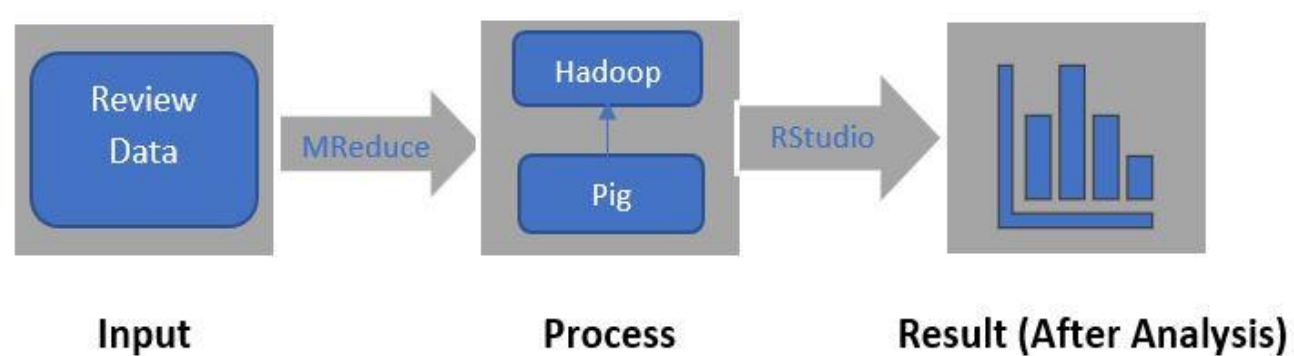 Review
Data
MReduce
Hadoop
Pig
RStudio
Input
Process
Result (After Analysis)